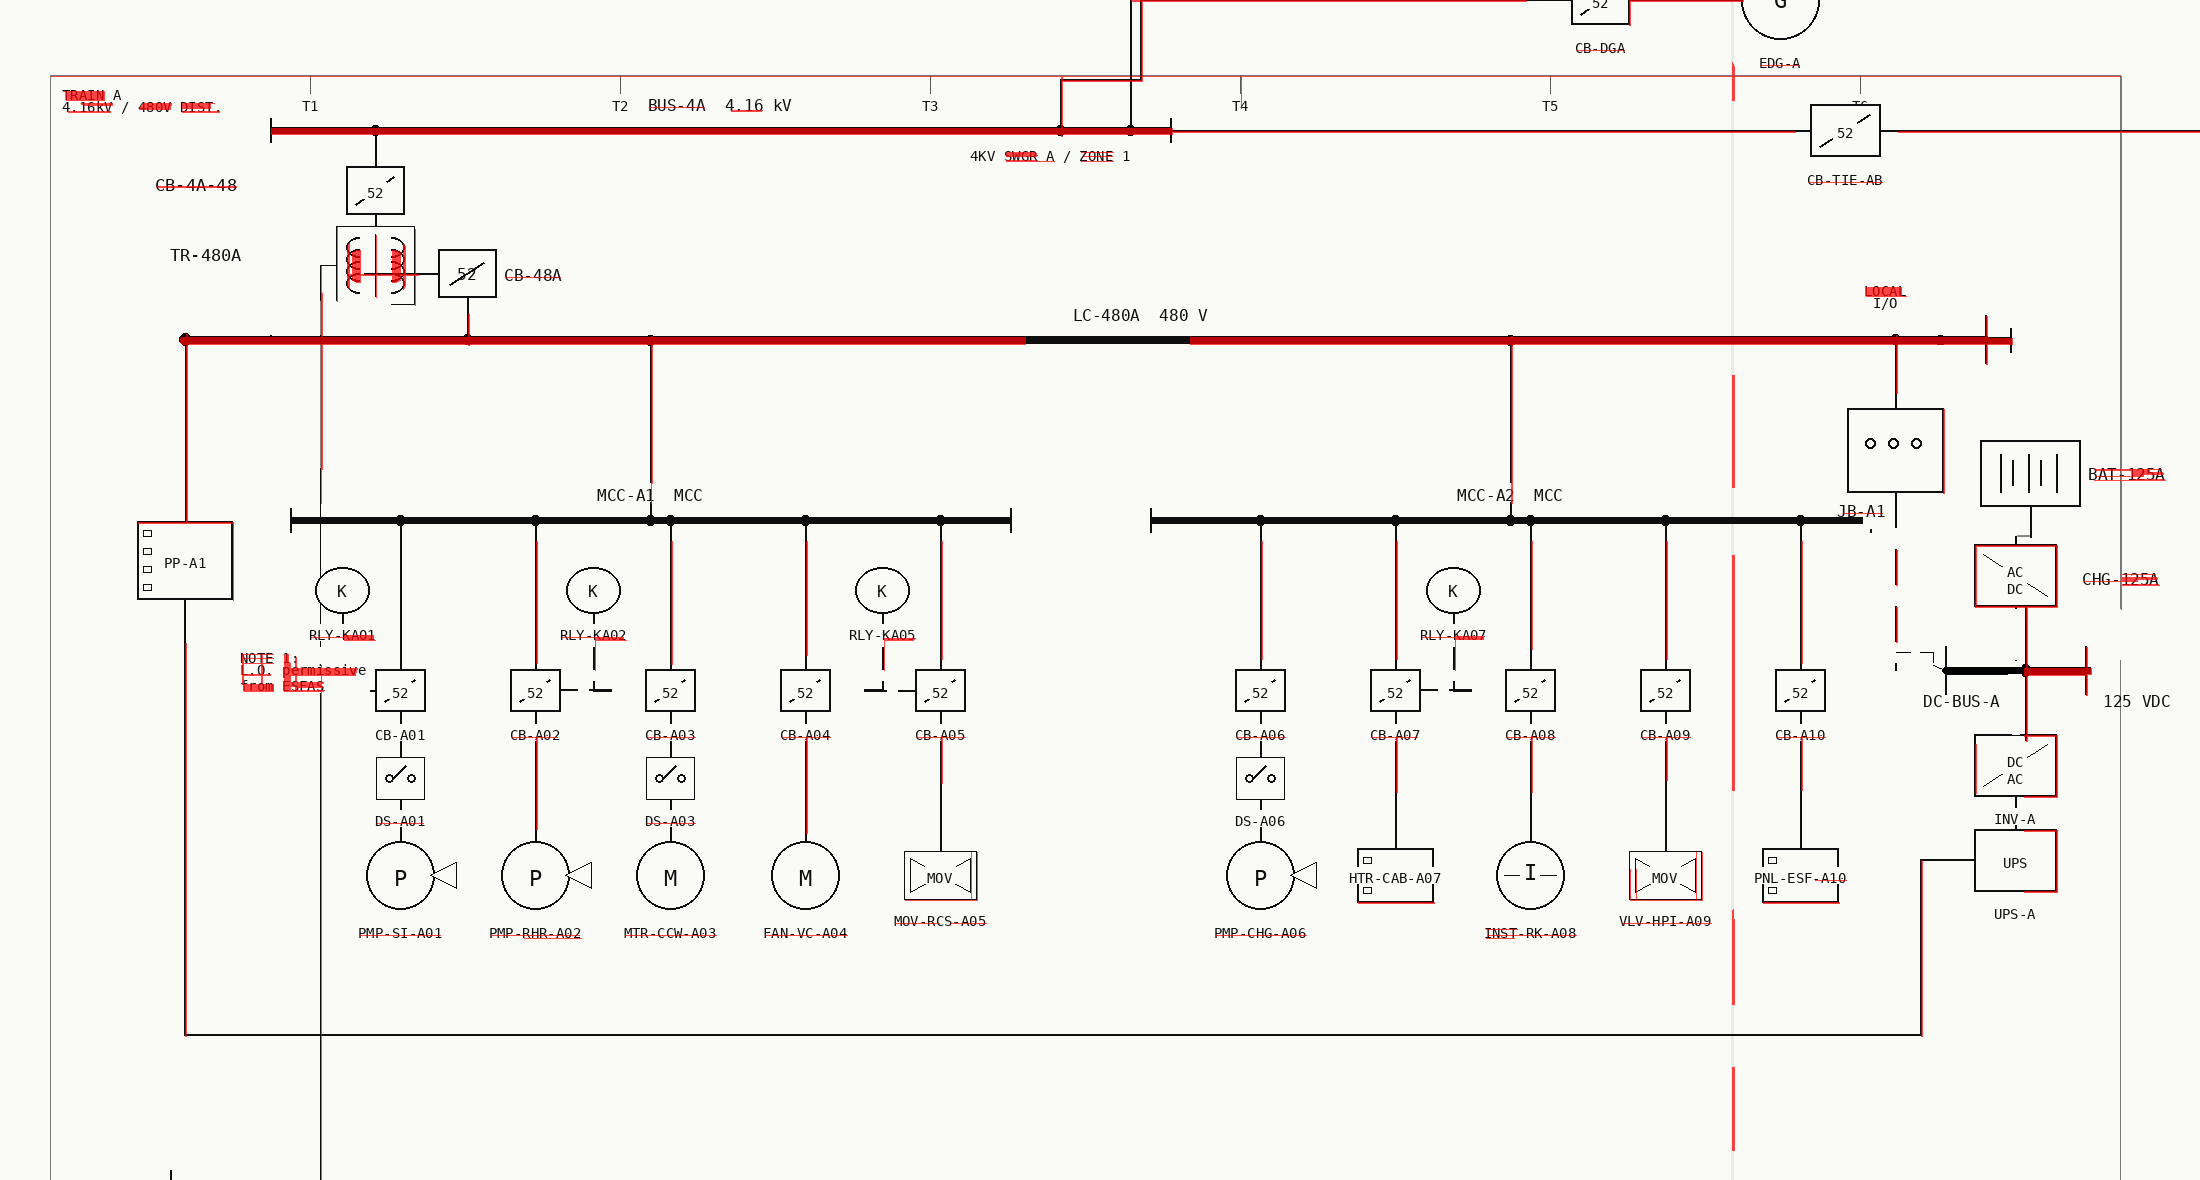 52
G
CB-DGA
EDG-A
TRAIN A
4.16kV / 480V DIST.
T1
T2
BUS-4A 4.16 kV
T3
T4
T5
52
4KV SWGR A / ZONE 1
CB-TIE-AB
CB-4A-48
52
TR-480A
52
CB-48A
LOCAL
I/O
LC-480A 480 V
BAT-125A
MCC-A1 MCC
MCC-A2 MCC
JB-A1
PP-A1
AC
DC
CHG-125A
K
K
K
K
RLY-KA01
RLY-KA02
RLY-KA05
RLY-KA07
NOTE 1:
L.O. permissive
from ESFAS
52
52
52
52
52
52
52
52
52
52
DC-BUS-A
125 VDC
CB-A01
CB-A02
CB-A03
CB-A04
CB-A05
CB-A06
CB-A07
CB-A08
CB-A09
CB-A10
DC
AC
DS-A01
DS-A03
DS-A06
INV-A
P
P
M
M
MOV
P
HTR-CAB-A07
I
MOV
PNL-ESF-A10
UPS
PMP-SI-A01
PMP-RHR-A02
MTR-CCW-A03
FAN-VC-A04
MOV-RCS-A05
PMP-CHG-A06
INST-RK-A08
VLV-HPI-A09
UPS-A